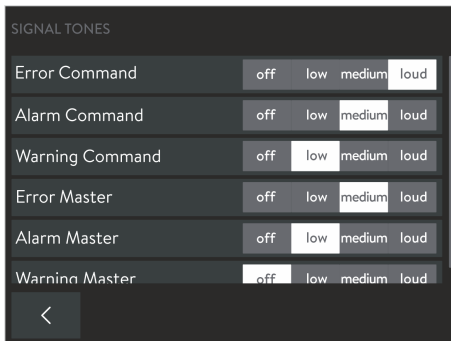 SIGNAL TONES
Error Command off low medium loud
Alarm Command off low medium loud
Warning Command off low medium loud
Error Master off low medium loud
Alarm Master off low medium loud
Warning Master off low medium loud